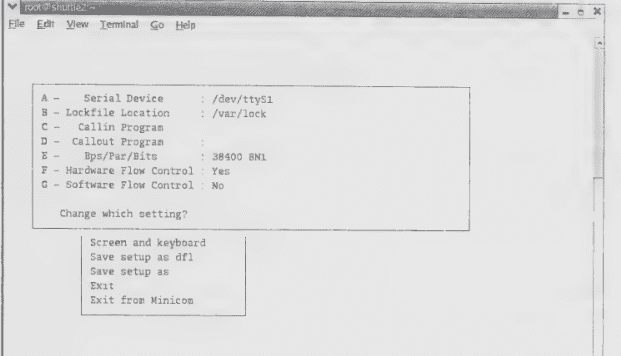 root@shuttle2:~
File Edit View Terminal Go Help
A - Serial Device : /dev/ttyS1
B - Lockfile Location : /var/lock
C - Callin Program
D - Callout Program :
E - Bps/Par/Bits : 38400 8N1
F - Hardware Flow Control : Yes
G - Software Flow Control : No
Change which setting?
Screen and keyboard
Save setup as dfl
Save setup as
Exit
Exit from Minicom